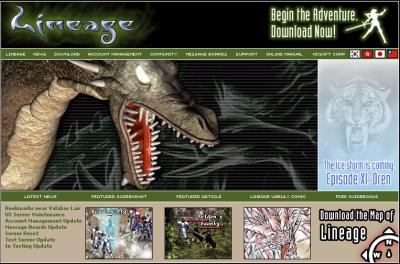 Lineage
Begin the Adventure.
Download Now!
LINEAGE NEWS DOWNLOAD ACCOUNT MANAGEMENT COMMUNITY MESSAGE BOARDS SUPPORT ONLINE MANUAL NCSOFT CORP
The ice storm is coming.
Episode XI: Oren
LATEST NEWS FEATURED SCREENSHOT FEATURED ARTICLE LINEAGE WEEKLY COMIC FREE GUIDEBOOKS
Bookmarks near Valakas Lair
US Server Maintenance
Account Management Update
Message Boards Update
Server Reset
Test Server Update
In Testing Update
Download the Map of
Lineage
N
W
A